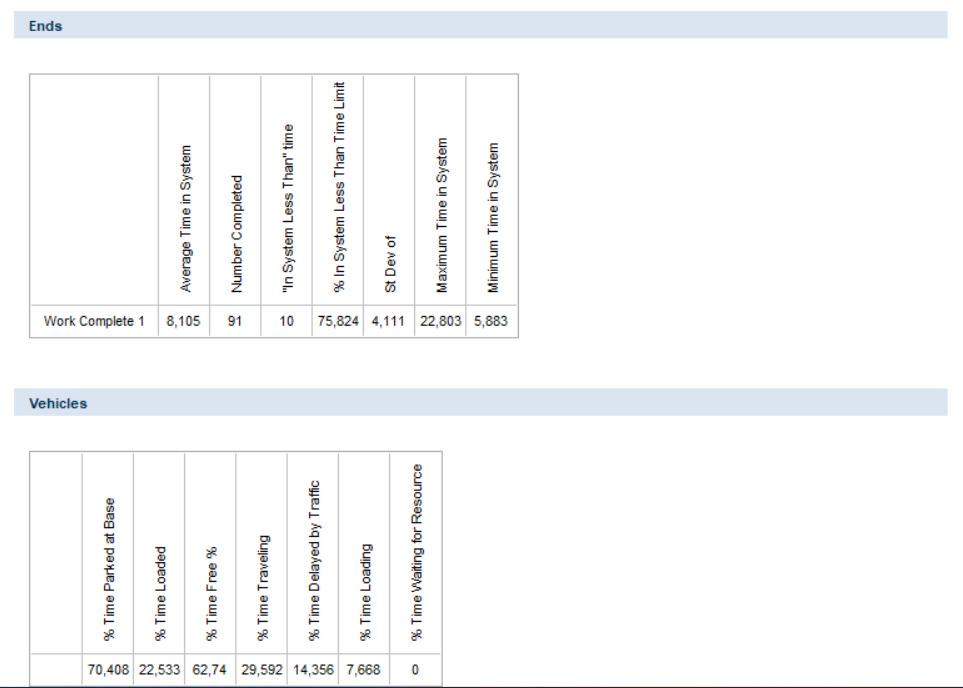 Ends
Average Time in System
Number Completed
"In System Less Than" time
% In System Less Than Time Limit
St Dev of
Maximum Time in System
Minimum Time in System
Work Complete 1 8,105 91 10 75,824 4,111 22,803 5,883
Vehicles
% Time Parked at Base
% Time Loaded
% Time Free %
% Time Traveling
% Time Delayed by Traffic
% Time Loading
% Time Waiting for Resource
70,408 22,533 62,74 29,592 14,356 7,668 0